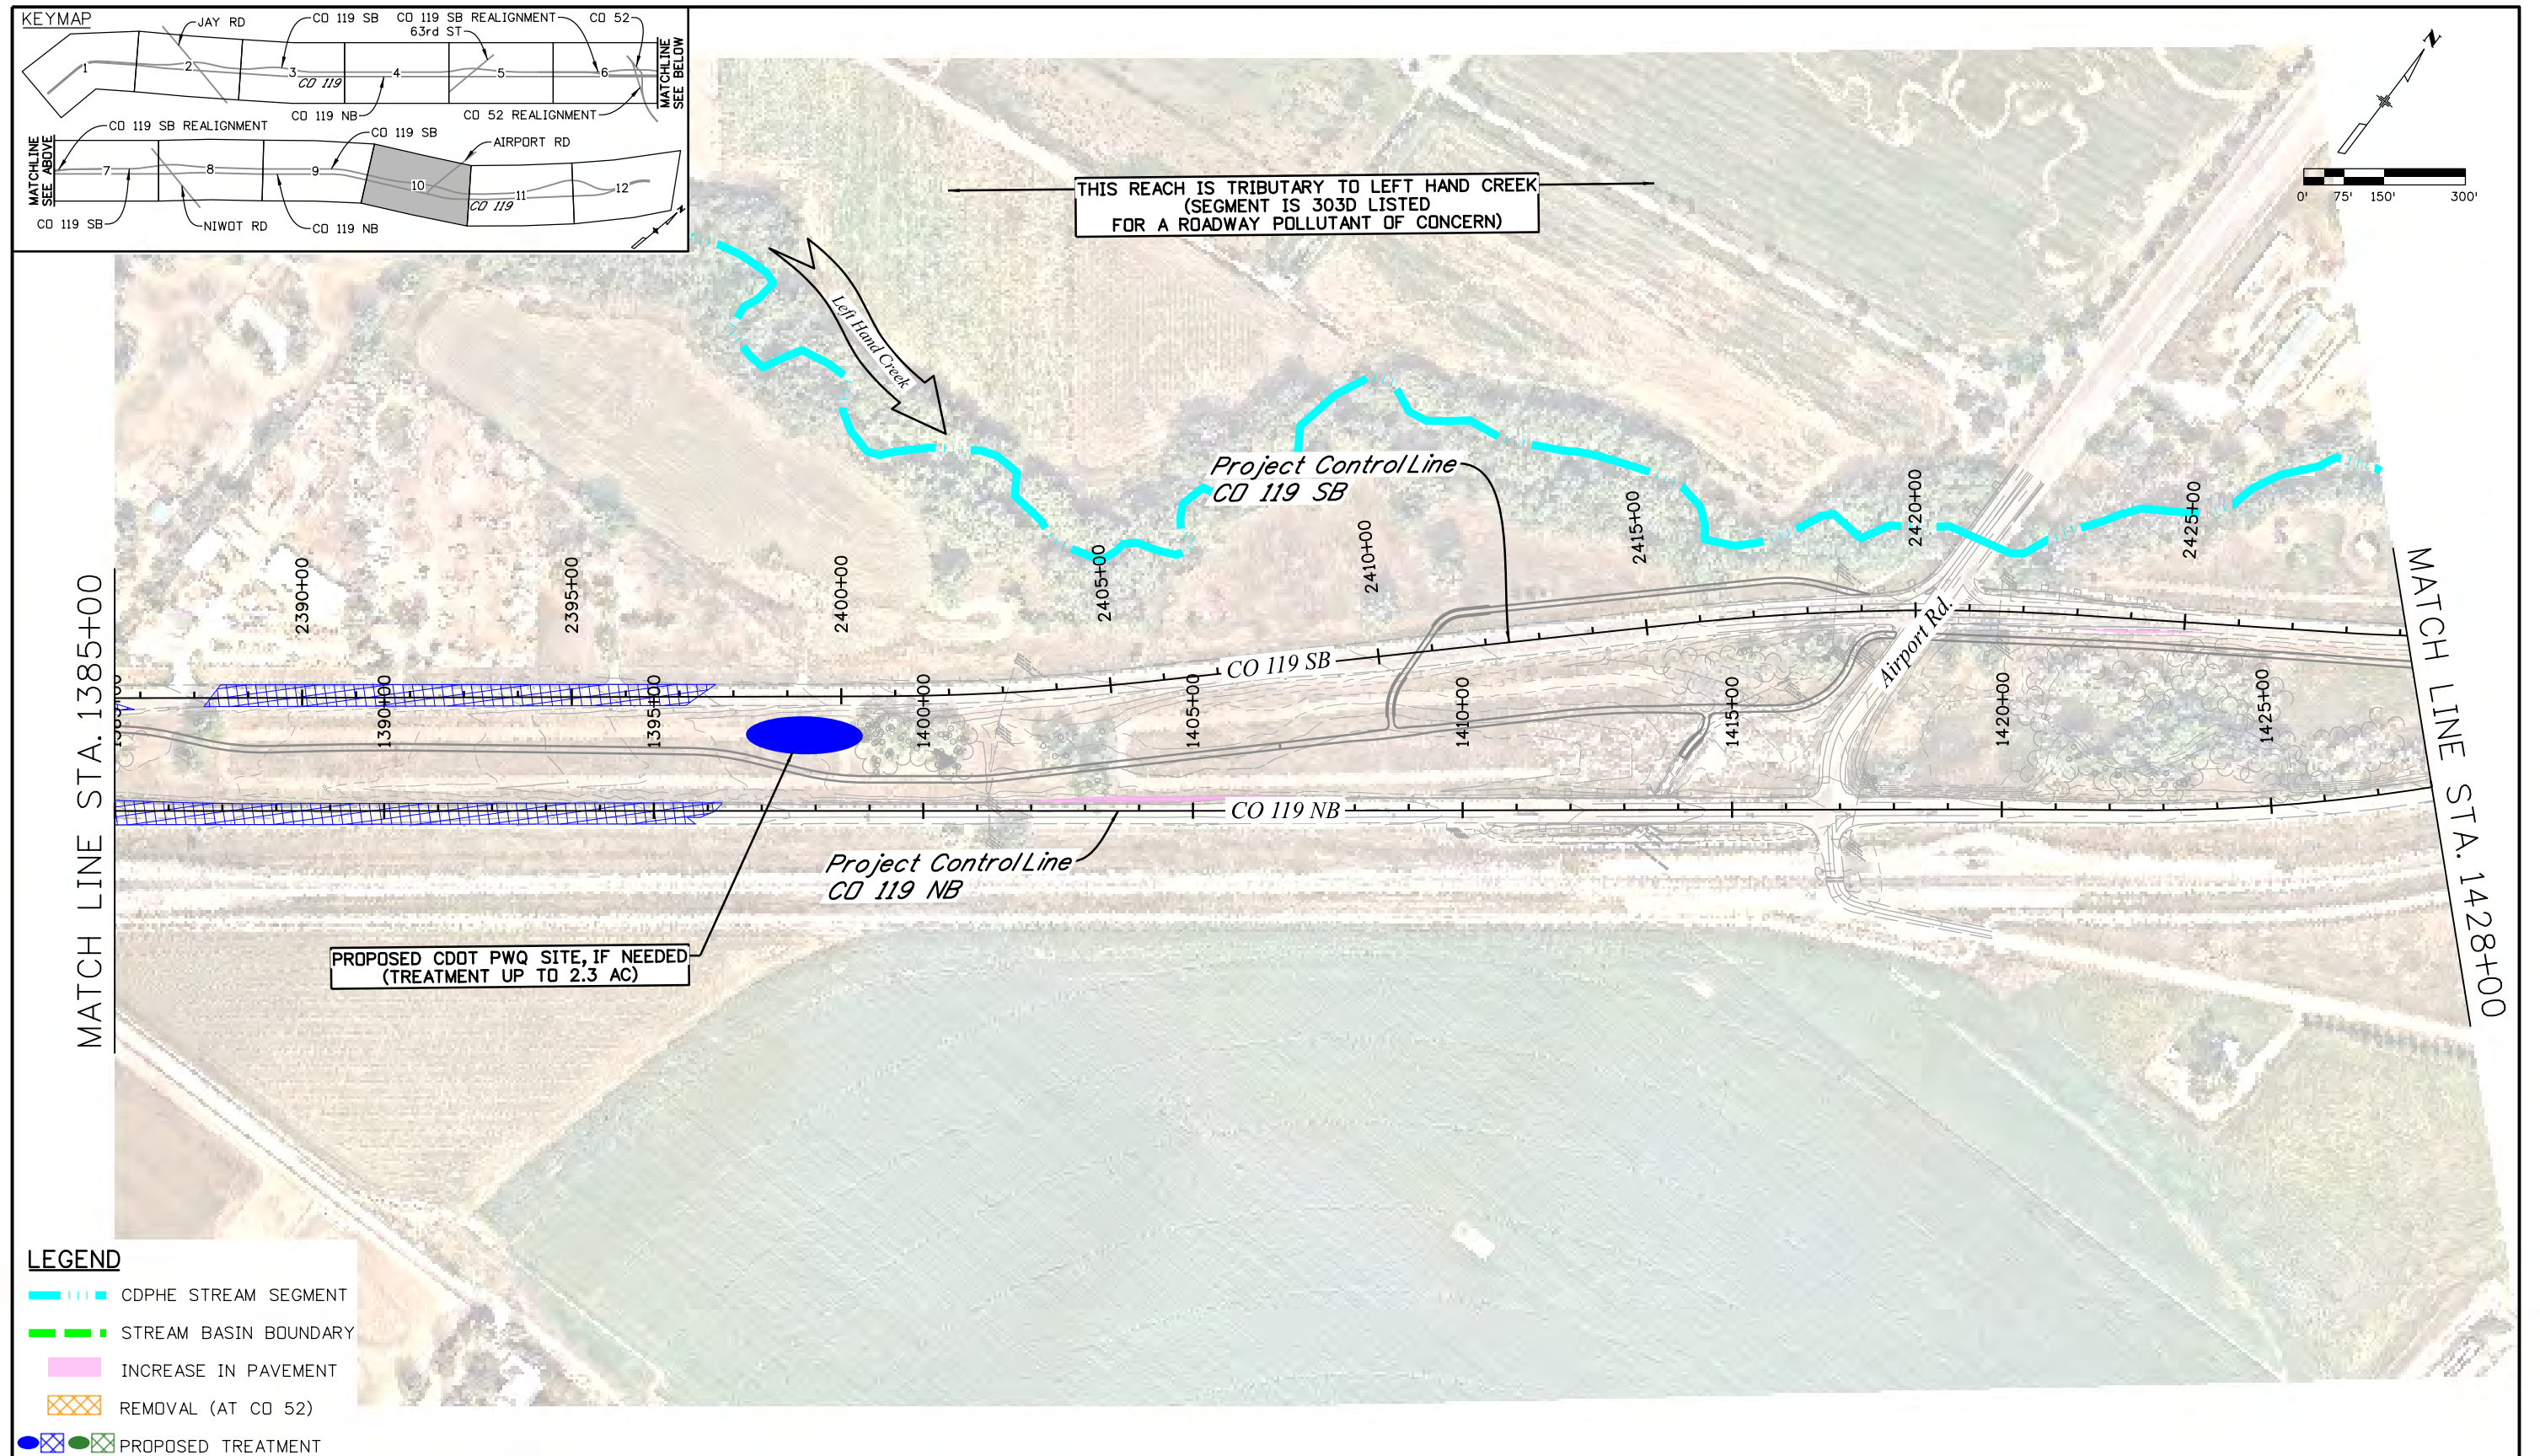 KEYMAP
JAY RD
CO 119 SB
CO 119 SB REALIGNMENT
CO 52
63rd ST
1
2
3
4
5
6
CO 119
CO 119 NB
CO 52 REALIGNMENT
MATCHLINE
SEE BELOW
CO 119 SB REALIGNMENT
CO 119 SB
AIRPORT RD
MATCHLINE
SEE ABOVE
7
8
9
10
11
12
CO 119
CO 119 SB
NIWOT RD
CO 119 NB
N
N
0' 75' 150' 300'
THIS REACH IS TRIBUTARY TO LEFT HAND CREEK
(SEGMENT IS 303D LISTED
FOR A ROADWAY POLLUTANT OF CONCERN)
Left Hand Creek
Project Control Line
CO 119 SB
2390+00
2395+00
2400+00
2405+00
2410+00
2415+00
2420+00
2425+00
MATCH LINE STA. 1385+00
MATCH LINE STA. 1428+00
CO 119 SB
Airport Rd.
1390+00
1395+00
1400+00
1405+00
1410+00
1415+00
1420+00
1425+00
CO 119 NB
Project Control Line
CO 119 NB
PROPOSED CDOT PWQ SITE, IF NEEDED
(TREATMENT UP TO 2.3 AC)
LEGEND
CDPHE STREAM SEGMENT
STREAM BASIN BOUNDARY
INCREASE IN PAVEMENT
REMOVAL (AT CO 52)
PROPOSED TREATMENT